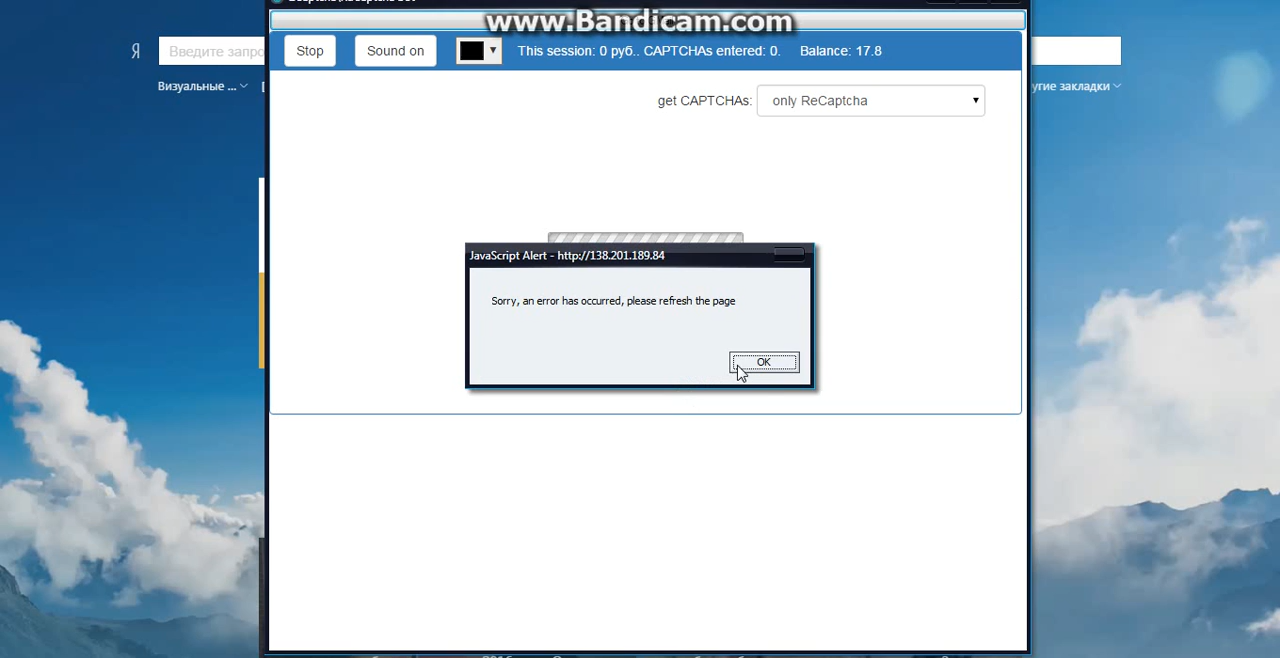 www.Bandicam.com
Я Введите запро
Stop Sound on This session: 0 руб.. CAPTCHAs entered: 0. Balance: 17.8
Визуальные ...
угие закладки
get CAPTCHAs: only ReCaptcha
JavaScript Alert - http://138.201.189.84
Sorry, an error has occurred, please refresh the page
OK